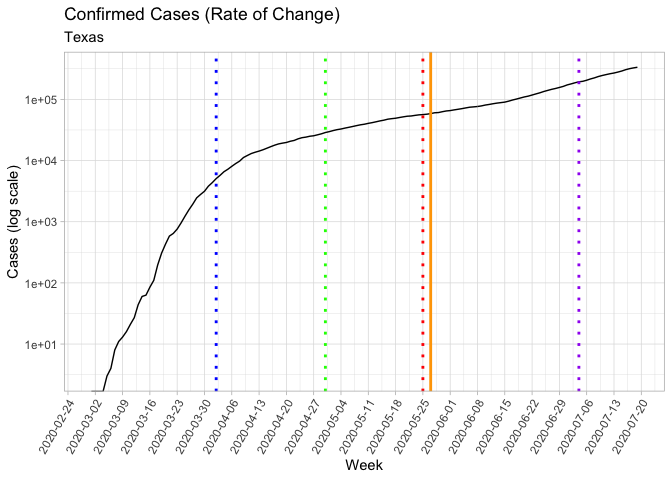 Confirmed Cases (Rate of Change)
Texas
Cases (log scale)
1e+05
1e+04
1e+03
1e+02
1e+01
2020-02-24
2020-03-02
2020-03-09
2020-03-16
2020-03-23
2020-03-30
2020-04-06
2020-04-13
2020-04-20
2020-04-27
2020-05-04
2020-05-11
2020-05-18
2020-05-25
2020-06-01
2020-06-08
2020-06-15
2020-06-22
2020-06-29
2020-07-06
2020-07-13
2020-07-20
Week